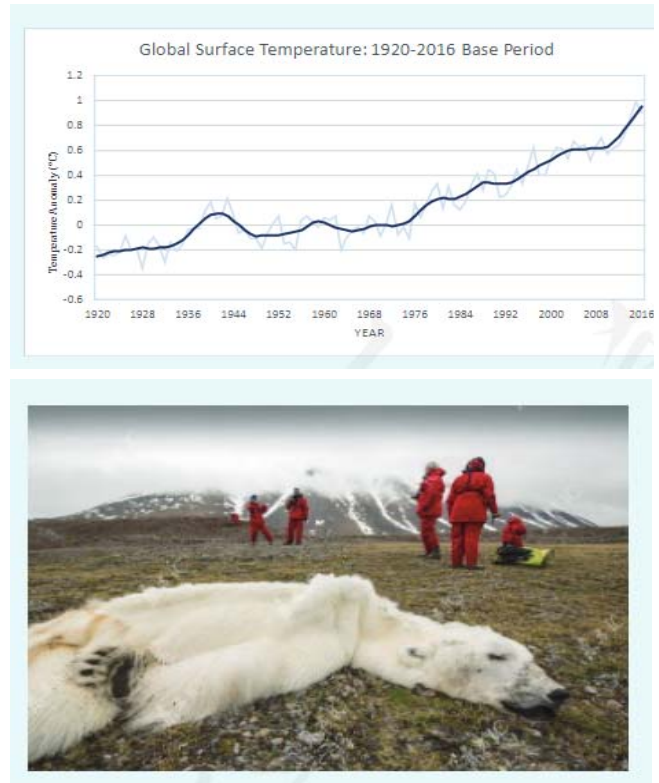 Global Surface Temperature: 1920-2016 Base Period
1.2
1
0.8
0.6
0.4
0.2
0
-0.2
-0.4
-0.6
Temperature Anomaly (°C)
1920 1928 1936 1944 1952 1960 1968 1976 1984 1992 2000 2008 2016
YEAR